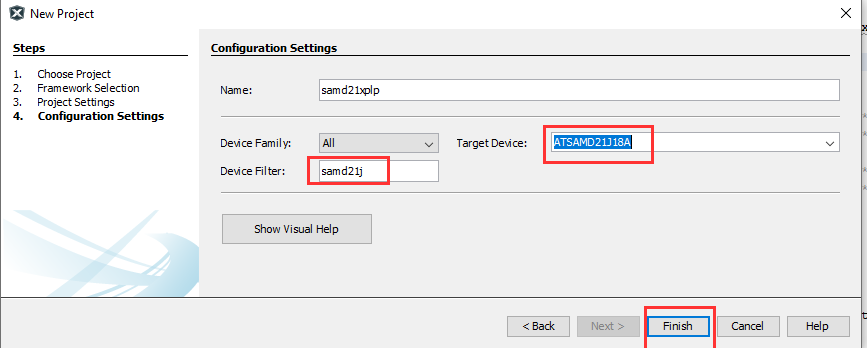 New Project
Steps
1. Choose Project
2. Framework Selection
3. Project Settings
4. Configuration Settings
Configuration Settings
Name: samd21xplp
Device Family: All Target Device: ATSAMD21J18A
Device Filter: samd21j
Show Visual Help
< Back Next > Finish Cancel Help